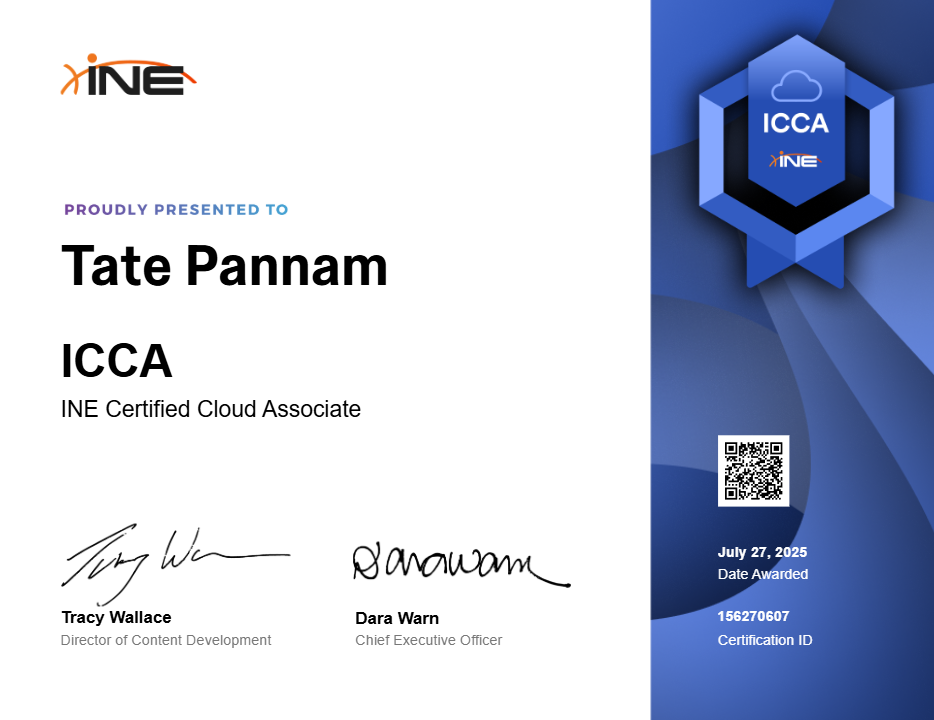 INE
PROUDLY PRESENTED TO
Tate Pannam
ICCA
INE Certified Cloud Associate
Tracy Wallace
Director of Content Development
Dara Warn
Chief Executive Officer
ICCA
INE
July 27, 2025
Date Awarded
156270607
Certification ID